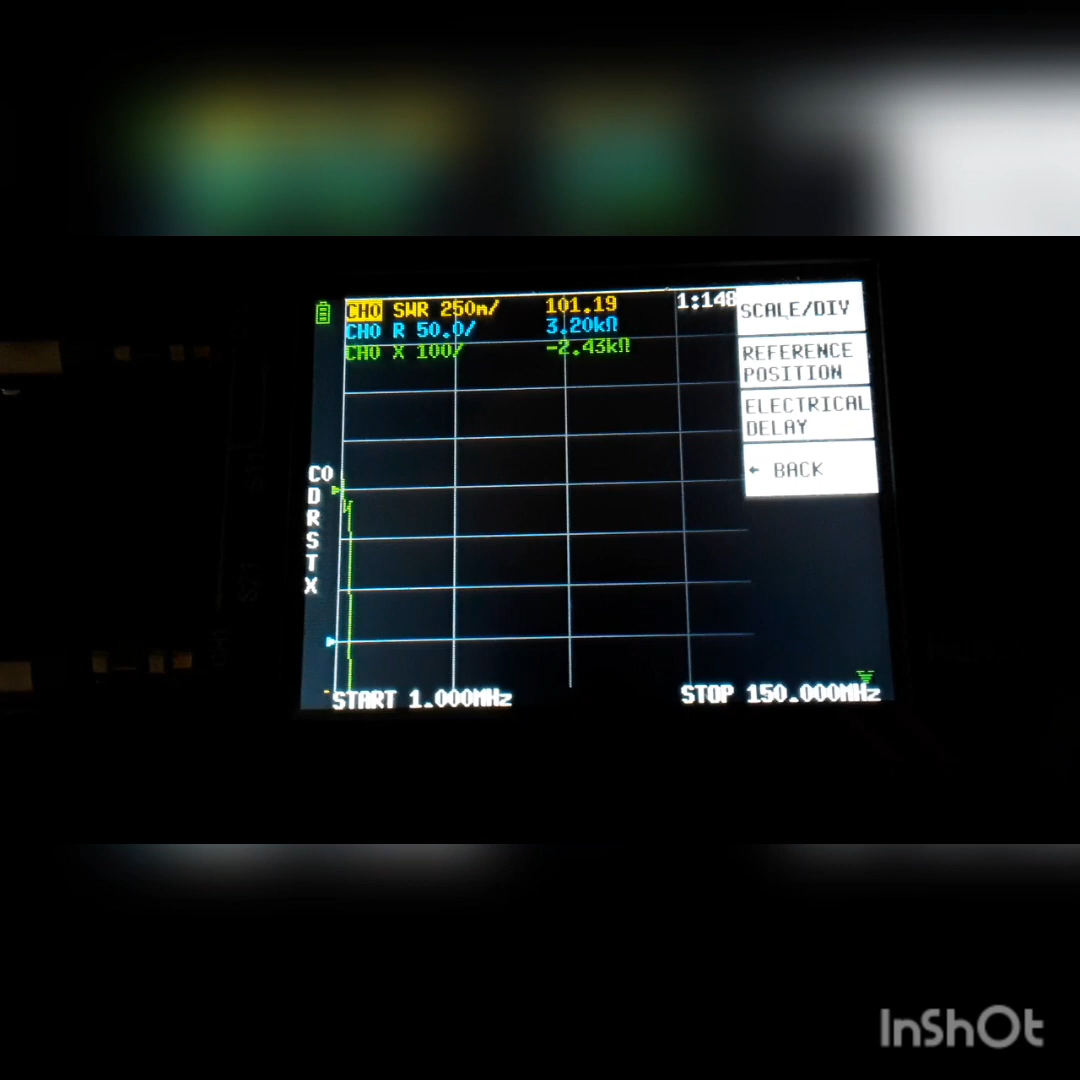 CH0 SWR 250m/ 101.19 1:148
CH0 R 50.0/ 3.20kΩ
CH0 X 100/ -2.43kΩ
SCALE/DIV
REFERENCE
POSITION
ELECTRICAL
DELAY
← BACK
C0
D
R
S
T
X
START 1.000MHz STOP 150.000MHz
InShOt